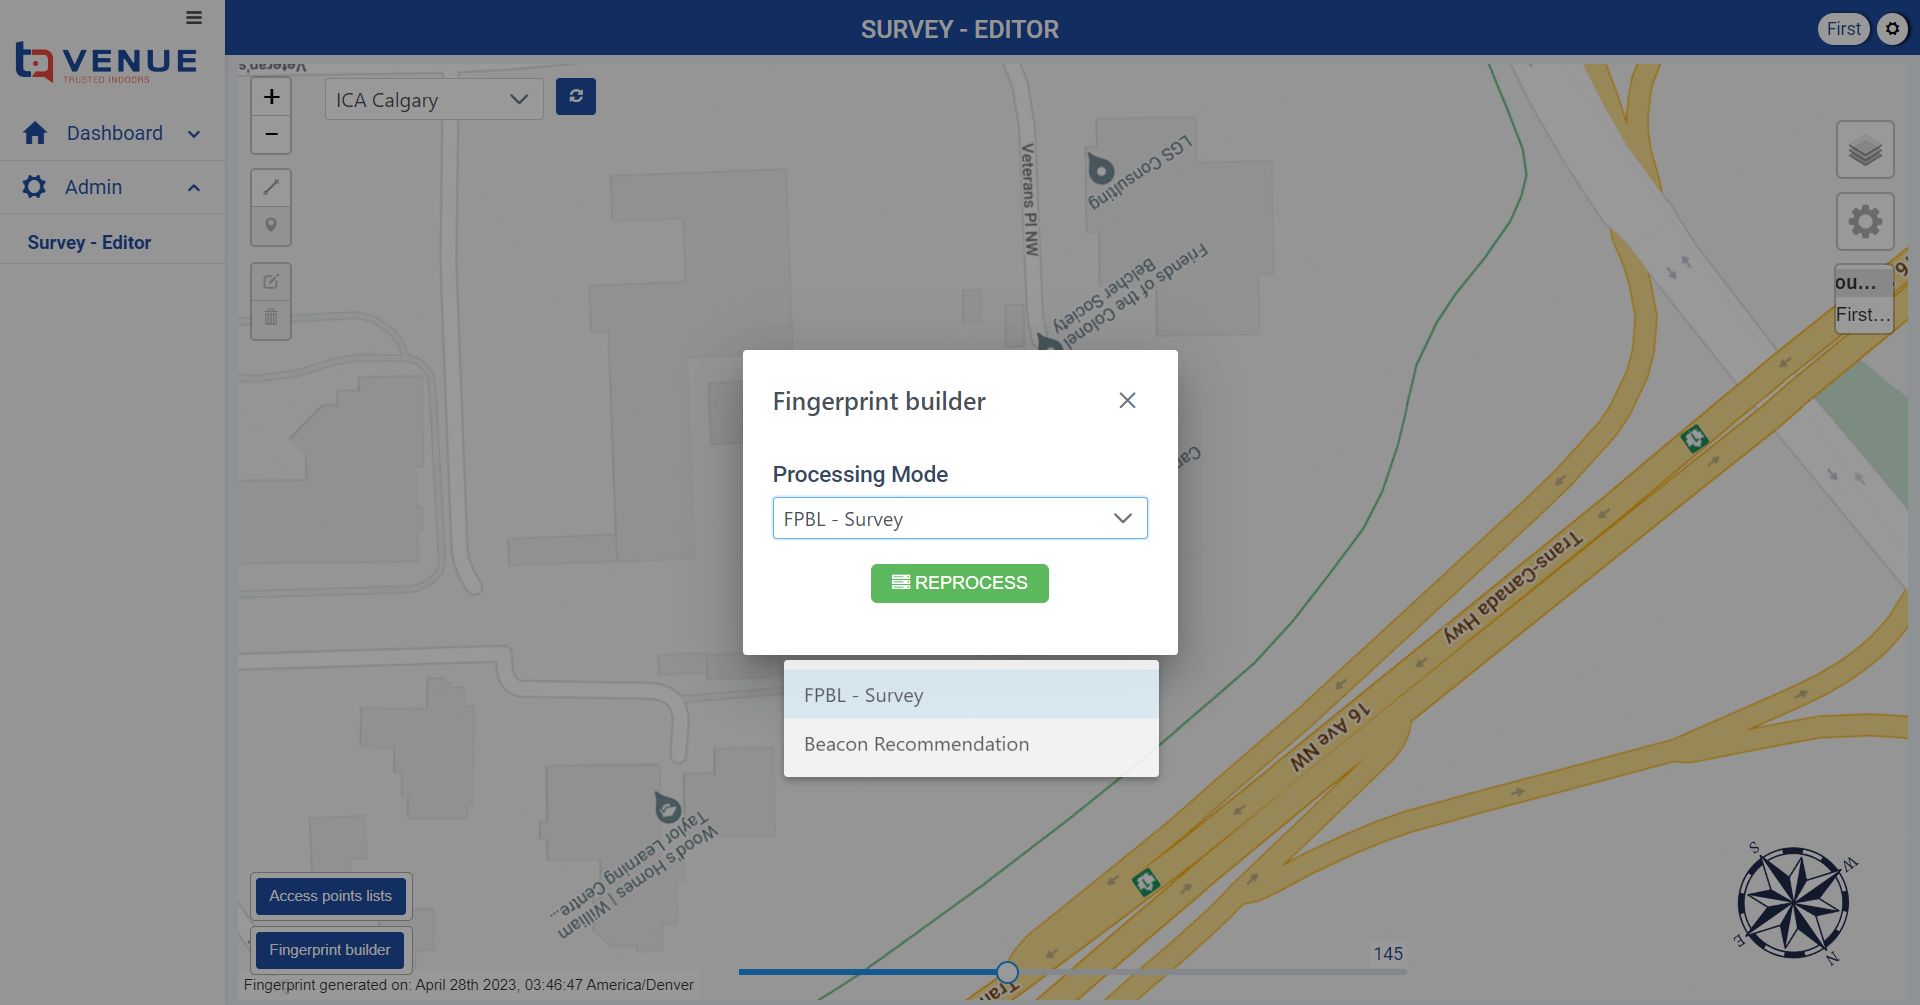 SURVEY - EDITOR
First
VENUE
TRUSTED INDOORS
Dashboard
Admin
Survey - Editor
Veteran's
+
−
ICA Calgary
Veterans Pl NW
LGS Consulting
Friends of the Colonel
Belcher Society
ou...
First...
16
Fingerprint builder
Processing Mode
FPBL - Survey
REPROCESS
FPBL - Survey
Beacon Recommendation
Trans-Canada Hwy
16 Ave NW
Wood's Homes | William
Taylor Learning Centre...
S
W
E
N
Access points lists
Fingerprint builder
145
Fingerprint generated on: April 28th 2023, 03:46:47 America/Denver